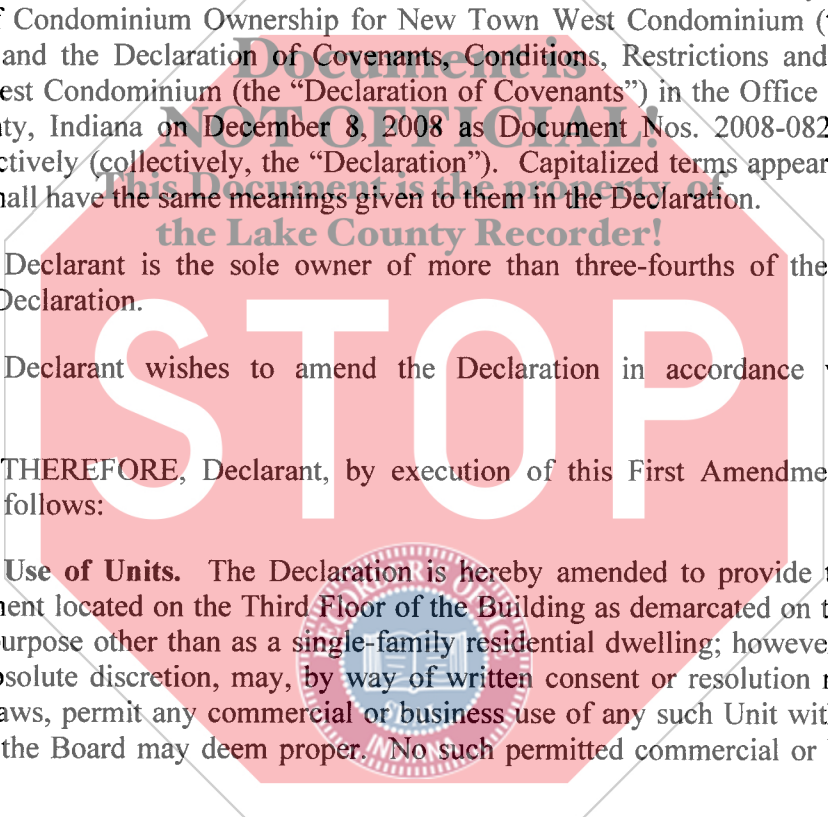 f Condominium Ownership for New Town West Condominium (
and the Declaration of Covenants, Conditions, Restrictions and
Document is
est Condominium (the “Declaration of Covenants”) in the Office
NOT OFFICIAL!
ty, Indiana on December 8, 2008 as Document Nos. 2008-082
ctively (collectively, the “Declaration”). Capitalized terms appear
This Document is the property of
hall have the same meanings given to them in the Declaration.
the Lake County Recorder!
Declarant is the sole owner of more than three-fourths of the
Declaration.
STOP
Declarant wishes to amend the Declaration in accordance
THEREFORE, Declarant, by execution of this First Amendme
follows:
Use of Units. The Declaration is hereby amended to provide
nent located on the Third Floor of the Building as demarcated on t
urpose other than as a single-family residential dwelling; howeve
osolute discretion, may, by way of written consent or resolution
aws, permit any commercial or business use of any such Unit wit
the Board may deem proper. No such permitted commercial or
RECORDER'S OFFICE
INDIANA